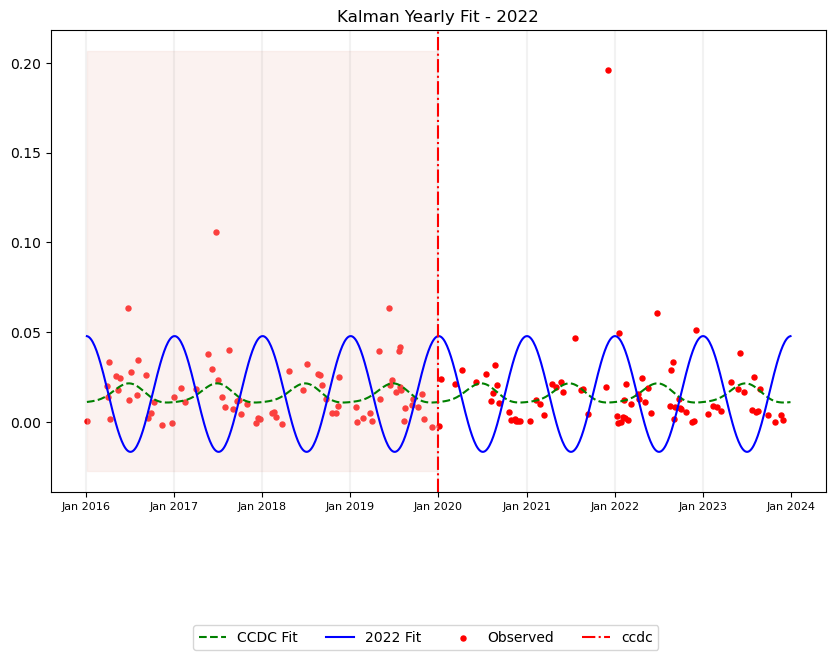 Kalman Yearly Fit - 2022
0.20
0.15
0.10
0.05
0.00
Jan 2016 Jan 2017 Jan 2018 Jan 2019 Jan 2020 Jan 2021 Jan 2022 Jan 2023 Jan 2024
CCDC Fit 2022 Fit Observed ccdc